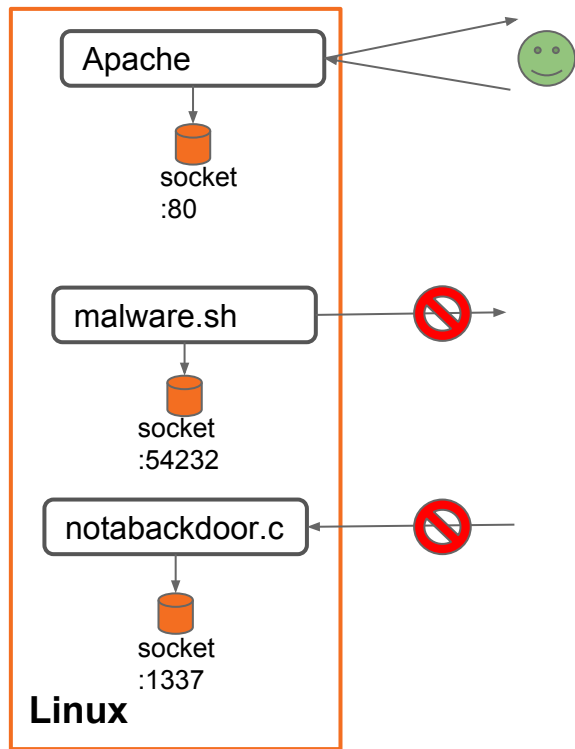 Apache
socket
:80
malware.sh
socket
:54232
notabackdoor.c
socket
:1337
Linux